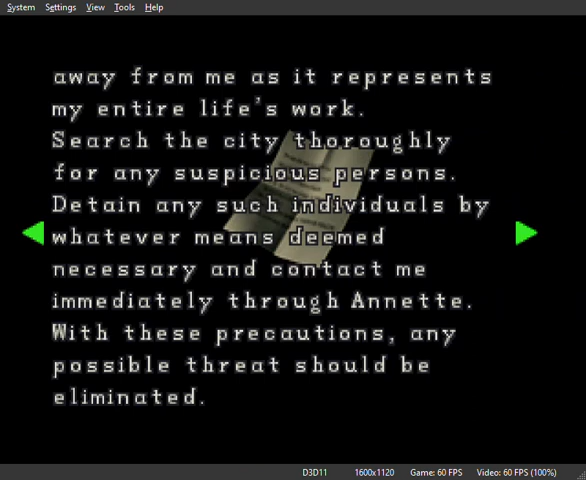 System Settings View Tools Help
away from me as it represents
my entire life's work.
Search the city thoroughly
for any suspicious persons.
Detain any such individuals by
whatever means deemed
necessary and contact me
immediately through Annette.
With these precautions, any
possible threat should be
eliminated.
D3D11 1600x1120 Game: 60 FPS Video: 60 FPS (100%)